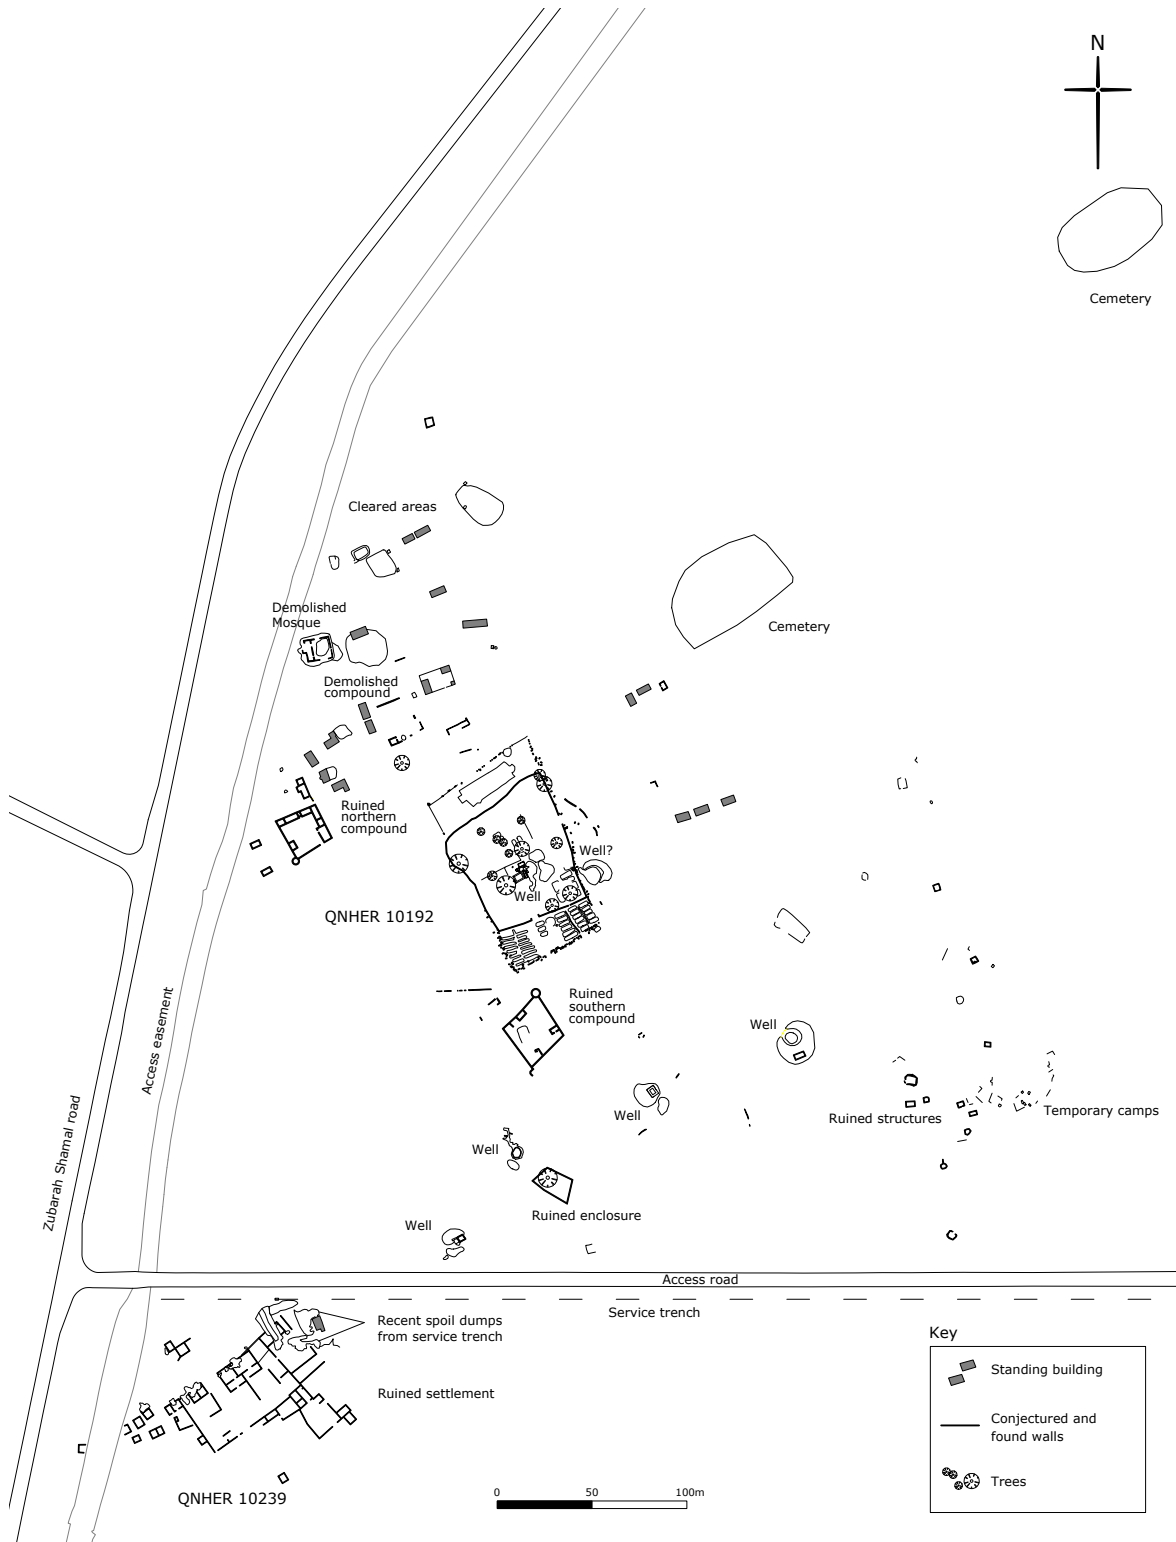 N
Cemetery
Cleared areas
Demolished
Mosque
Cemetery
Demolished
compound
Ruined
northern
compound
Well?
Well
QNHER 10192
Ruined
southern
compound
Access easement
Well
Well
Ruined structures
Temporary camps
Zubarah Shamal road
Well
Ruined enclosure
Well
Access road
Service trench
Recent spoil dumps
from service trench
Ruined settlement
QNHER 10239
0 50 100m
Key
Standing building
Conjectured and
found walls
Trees